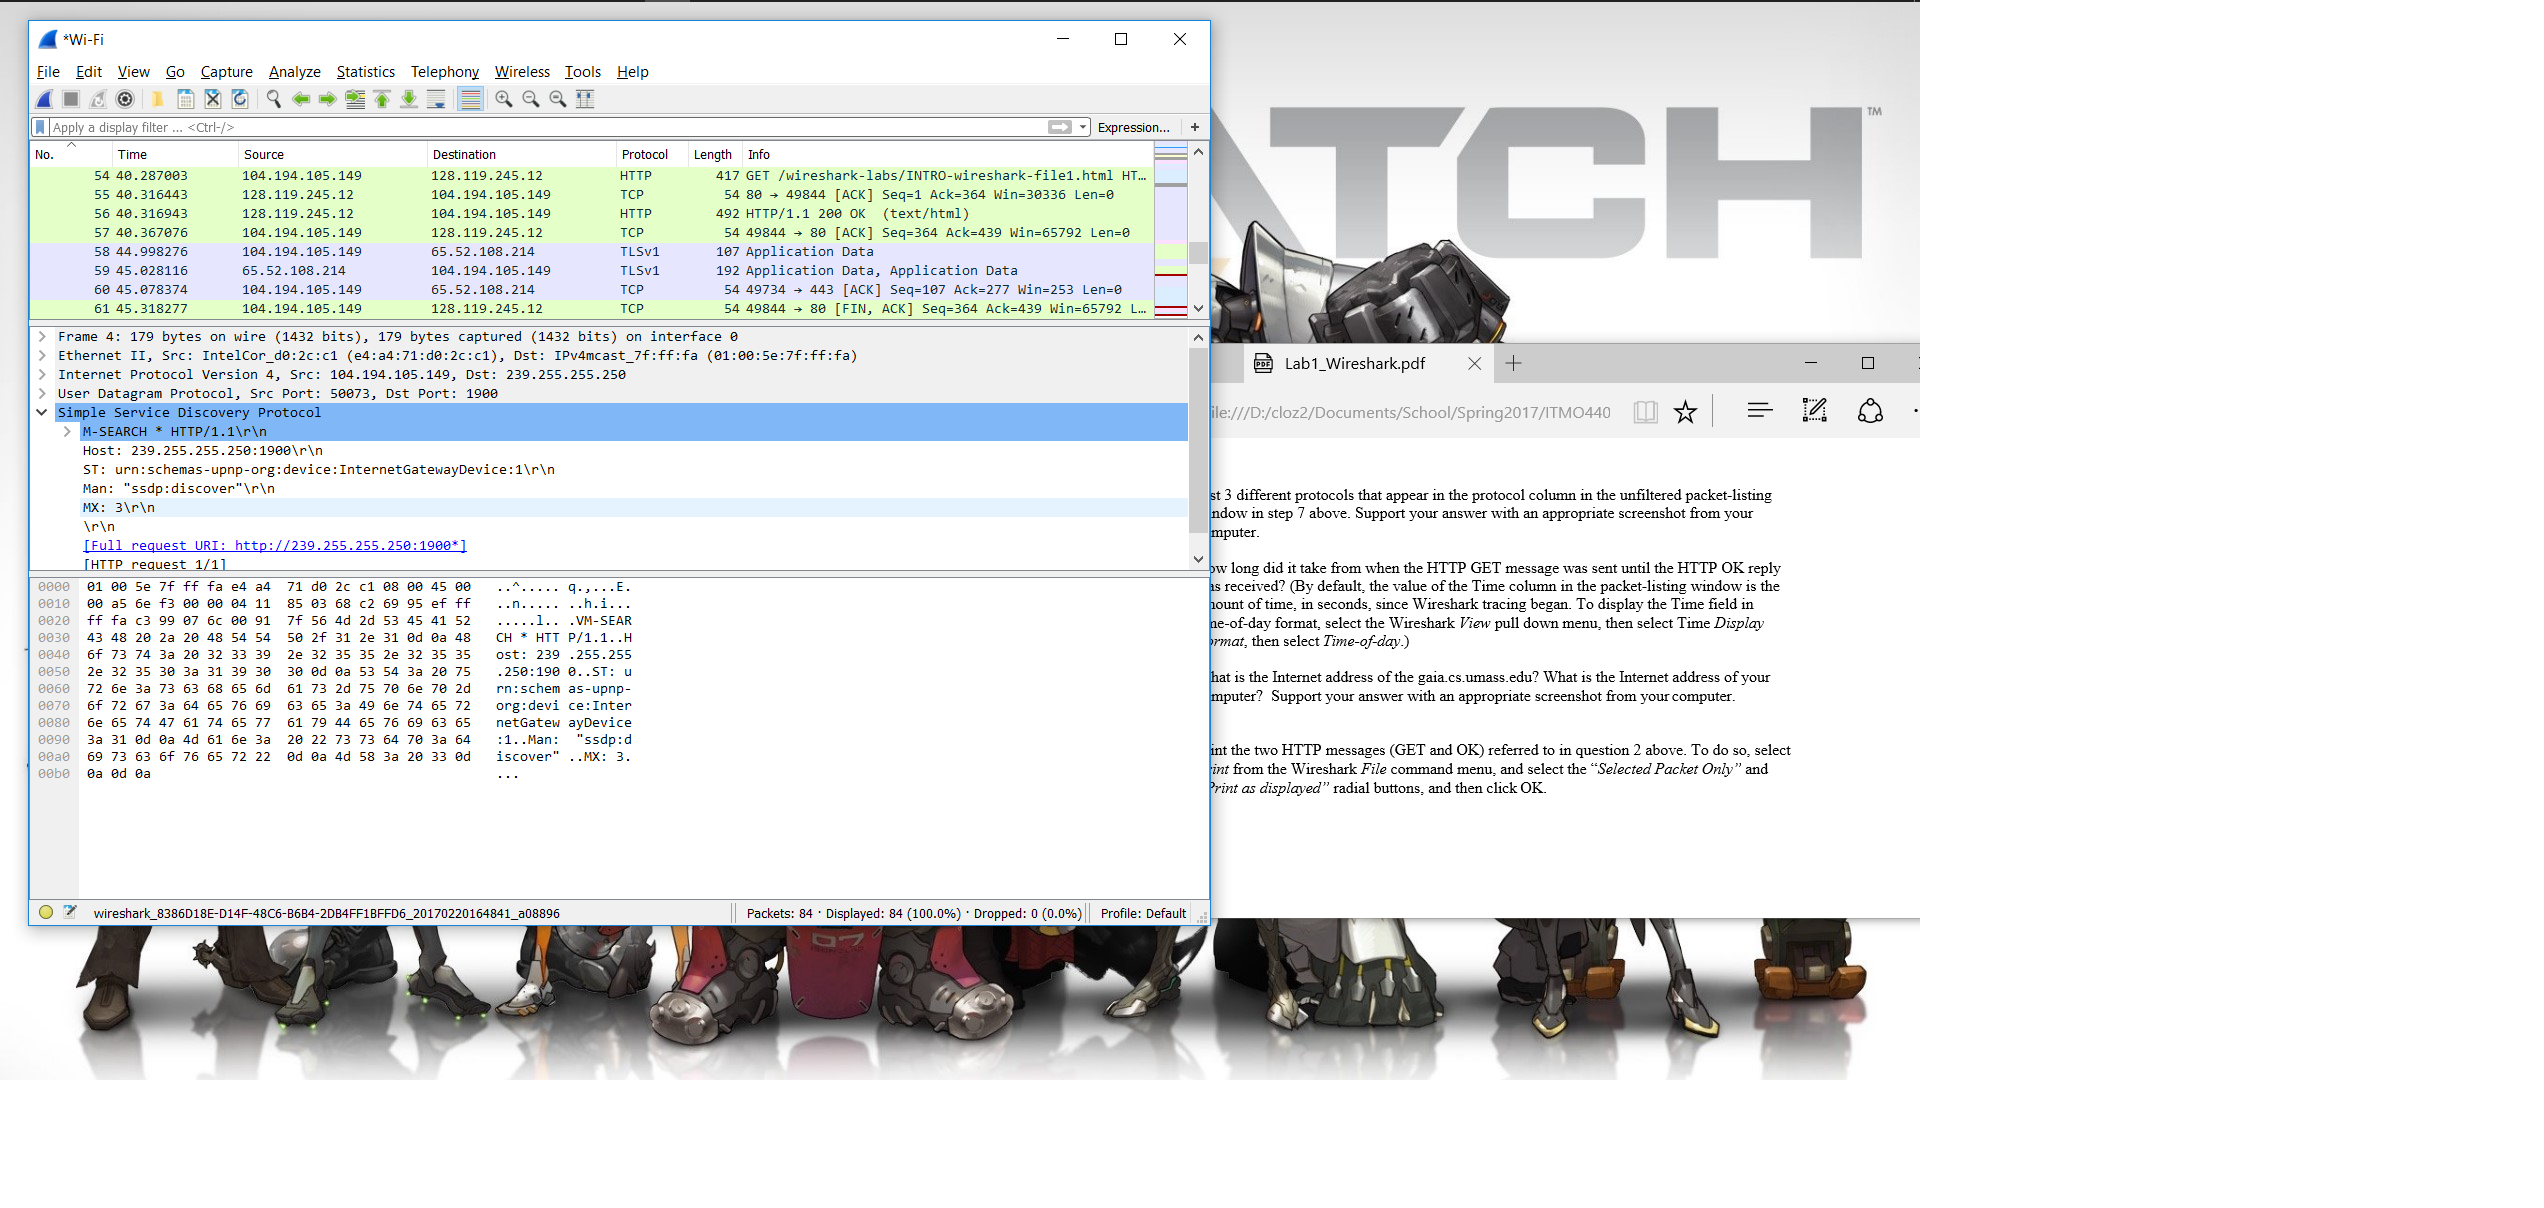 *Wi-Fi
File Edit View Go Capture Analyze Statistics Telephony Wireless Tools Help
Apply a display filter ... <Ctrl-/> Expression... +
No. Time Source Destination Protocol Length Info
54 40.287003 104.194.105.149 128.119.245.12 HTTP 417 GET /wireshark-labs/INTRO-wireshark-file1.html HT...
55 40.316443 128.119.245.12 104.194.105.149 TCP 54 80 → 49844 [ACK] Seq=1 Ack=364 Win=30336 Len=0
56 40.316943 128.119.245.12 104.194.105.149 HTTP 492 HTTP/1.1 200 OK (text/html)
57 40.367076 104.194.105.149 128.119.245.12 TCP 54 49844 → 80 [ACK] Seq=364 Ack=439 Win=65792 Len=0
58 44.998276 104.194.105.149 65.52.108.214 TLSv1 107 Application Data
59 45.028116 65.52.108.214 104.194.105.149 TLSv1 192 Application Data, Application Data
60 45.078374 104.194.105.149 65.52.108.214 TCP 54 49734 → 443 [ACK] Seq=107 Ack=277 Win=253 Len=0
61 45.318277 104.194.105.149 128.119.245.12 TCP 54 49844 → 80 [FIN, ACK] Seq=364 Ack=439 Win=65792 L...
Frame 4: 179 bytes on wire (1432 bits), 179 bytes captured (1432 bits) on interface 0
Ethernet II, Src: IntelCor_d0:2c:c1 (e4:a4:71:d0:2c:c1), Dst: IPv4mcast_7f:ff:fa (01:00:5e:7f:ff:fa)
Internet Protocol Version 4, Src: 104.194.105.149, Dst: 239.255.255.250
User Datagram Protocol, Src Port: 50073, Dst Port: 1900
Simple Service Discovery Protocol
M-SEARCH * HTTP/1.1\r\n
Host: 239.255.255.250:1900\r\n
ST: urn:schemas-upnp-org:device:InternetGatewayDevice:1\r\n
Man: "ssdp:discover"\r\n
MX: 3\r\n
\r\n
[Full request URI: http://239.255.255.250:1900*]
[HTTP request 1/1]
0000 01 00 5e 7f ff fa e4 a4 71 d0 2c c1 08 00 45 00 ..^..... q.,...E.
0010 00 a5 6e f3 00 00 04 11 85 03 68 c2 69 95 ef ff ..n..... ..h.i...
0020 ff fa c3 99 07 6c 00 91 7f 56 4d 2d 53 45 41 52 .....l.. .VM-SEAR
0030 43 48 20 2a 20 48 54 54 50 2f 31 2e 31 0d 0a 48 CH * HTT P/1.1..H
0040 6f 73 74 3a 20 32 33 39 2e 32 35 35 2e 32 35 35 ost: 239 .255.255
0050 2e 32 35 30 3a 31 39 30 30 0d 0a 53 54 3a 20 75 .250:190 0..ST: u
0060 72 6e 3a 73 63 68 65 6d 61 73 2d 75 70 6e 70 2d rn:schem as-upnp-
0070 6f 72 67 3a 64 65 76 69 63 65 3a 49 6e 74 65 72 org:devi ce:Inter
0080 6e 65 74 47 61 74 65 77 61 79 44 65 76 69 63 65 netGatew ayDevice
0090 3a 31 0d 0a 4d 61 6e 3a 20 22 73 73 64 70 3a 64 :1..Man: "ssdp:d
00a0 69 73 63 6f 76 65 72 22 0d 0a 4d 58 3a 20 33 0d iscover" ..MX: 3.
00b0 0a 0d 0a ...
wireshark_8386D18E-D14F-48C6-B6B4-2DB4FF1BFFD6_20170220164841_a08896 Packets: 84 · Displayed: 84 (100.0%) · Dropped: 0 (0.0%) Profile: Default
ATCH ™
Lab1_Wireshark.pdf
ile:///D:/cloz2/Documents/School/Spring2017/ITMO440
st 3 different protocols that appear in the protocol column in the unfiltered packet-listing
ndow in step 7 above. Support your answer with an appropriate screenshot from your
mputer.
ow long did it take from when the HTTP GET message was sent until the HTTP OK reply
as received? (By default, the value of the Time column in the packet-listing window is the
mount of time, in seconds, since Wireshark tracing began. To display the Time field in
me-of-day format, select the Wireshark View pull down menu, then select Time Display
ormat, then select Time-of-day.)
hat is the Internet address of the gaia.cs.umass.edu? What is the Internet address of your
mputer? Support your answer with an appropriate screenshot from your computer.
int the two HTTP messages (GET and OK) referred to in question 2 above. To do so, select
rint from the Wireshark File command menu, and select the “Selected Packet Only” and
Print as displayed” radial buttons, and then click OK.
07